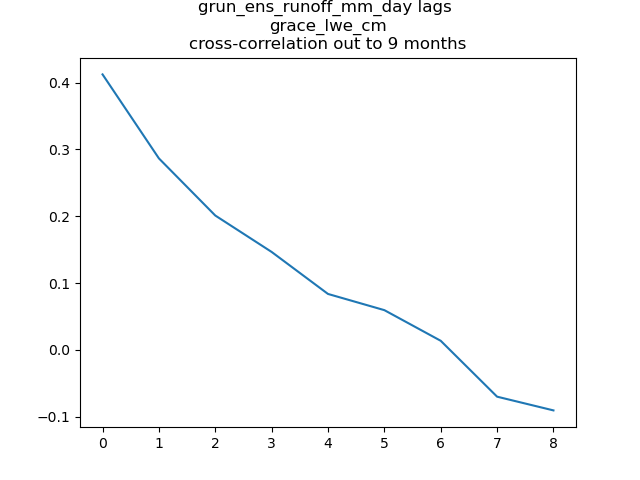 grun_ens_runoff_mm_day lags
grace_lwe_cm
cross-correlation out to 9 months
0.4
0.3
0.2
0.1
0.0
−0.1
0 1 2 3 4 5 6 7 8